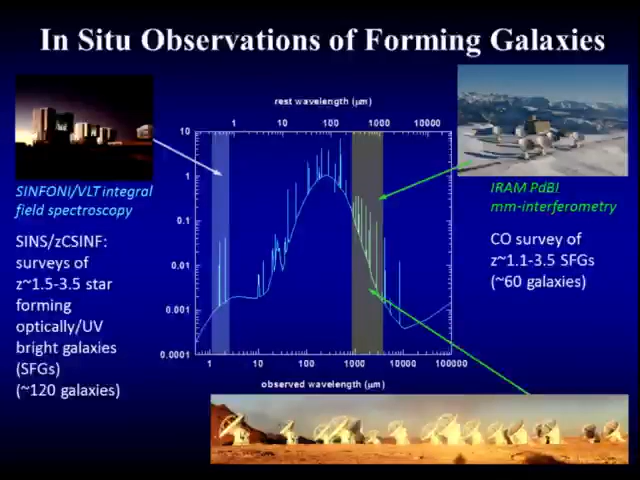 In Situ Observations of Forming Galaxies
rest wavelength (μm)
1 10 100 1000 10000
10
1
0.1
0.01
0.001
0.0001
1 10 100 1000 10000 100000
observed wavelength (μm)
SINFONI/VLT integral
field spectroscopy
SINS/zCSINF:
surveys of
z~1.5-3.5 star
forming
optically/UV
bright galaxies
(SFGs)
(~120 galaxies)
IRAM PdBI
mm-interferometry
CO survey of
z~1.1-3.5 SFGs
(~60 galaxies)